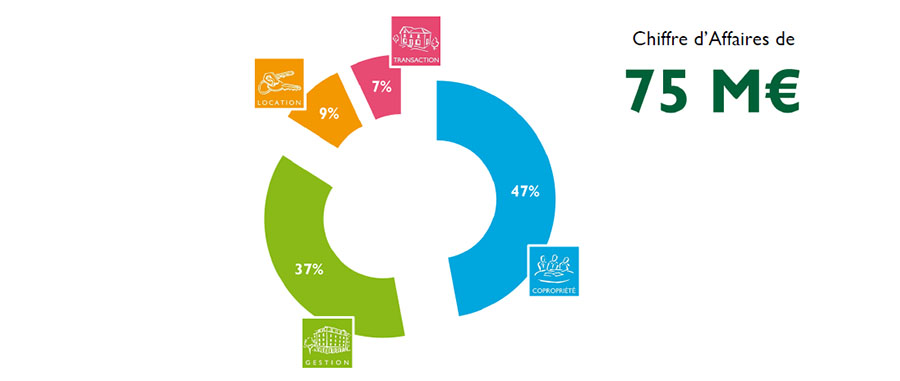 Chiffre d'Affaires de
75 M€
TRANSACTION
7%
LOCATION
9%
47%
COPROPRIÉTÉ
37%
GESTION